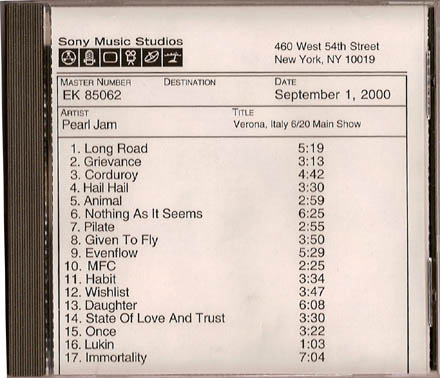 Sony Music Studios
460 West 54th Street
New York, NY 10019
MASTER NUMBER DESTINATION DATE
EK 85062 September 1, 2000
ARTIST TITLE
Pearl Jam Verona, Italy 6/20 Main Show
1. Long Road 5:19
2. Grievance 3:13
3. Corduroy 4:42
4. Hail Hail 3:30
5. Animal 2:59
6. Nothing As It Seems 6:25
7. Pilate 2:55
8. Given To Fly 3:50
9. Evenflow 5:29
10. MFC 2:25
11. Habit 3:34
12. Wishlist 3:47
13. Daughter 6:08
14. State Of Love And Trust 3:30
15. Once 3:22
16. Lukin 1:03
17. Immortality 7:04